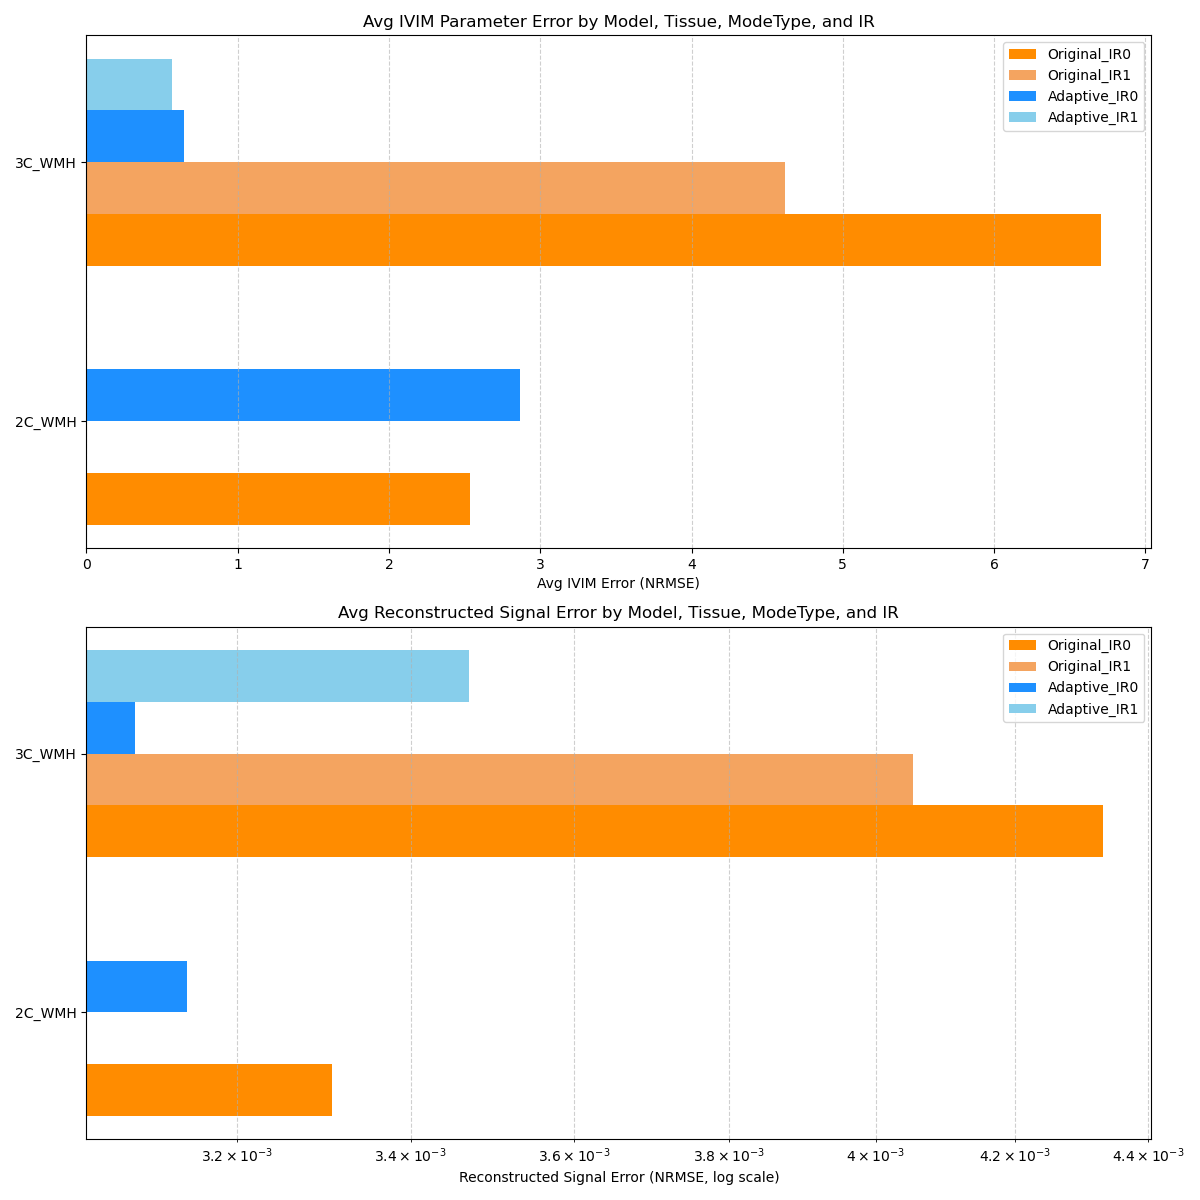 Avg IVIM Parameter Error by Model, Tissue, ModeType, and IR
Original_IR0
Original_IR1
Adaptive_IR0
Adaptive_IR1
3C_WMH
2C_WMH
0 1 2 3 4 5 6 7
Avg IVIM Error (NRMSE)
Avg Reconstructed Signal Error by Model, Tissue, ModeType, and IR
Original_IR0
Original_IR1
Adaptive_IR0
Adaptive_IR1
3C_WMH
2C_WMH
3.2 × 10⁻³ 3.4 × 10⁻³ 3.6 × 10⁻³ 3.8 × 10⁻³ 4 × 10⁻³ 4.2 × 10⁻³ 4.4 × 10⁻³
Reconstructed Signal Error (NRMSE, log scale)